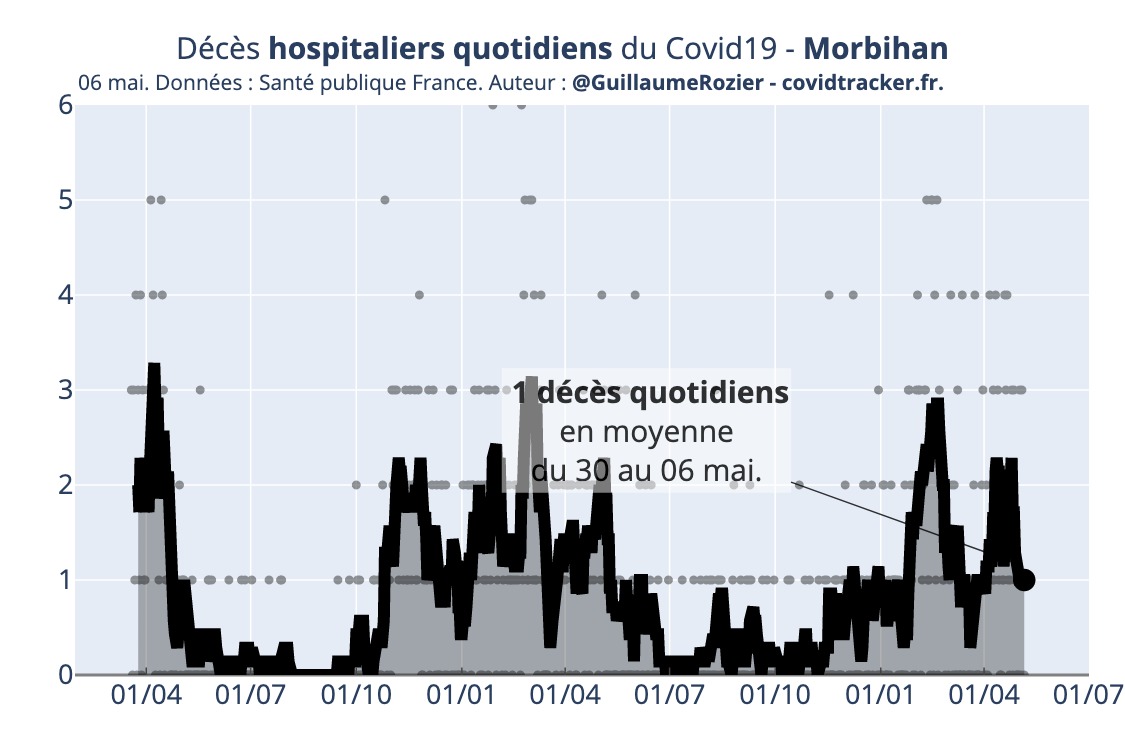 Décès hospitaliers quotidiens du Covid19 - Morbihan
06 mai. Données : Santé publique France. Auteur : @GuillaumeRozier - covidtracker.fr.
6
5
4
3
2
1
0
1 décès quotidiens
en moyenne
du 30 au 06 mai.
01/04 01/07 01/10 01/01 01/04 01/07 01/10 01/01 01/04 01/07